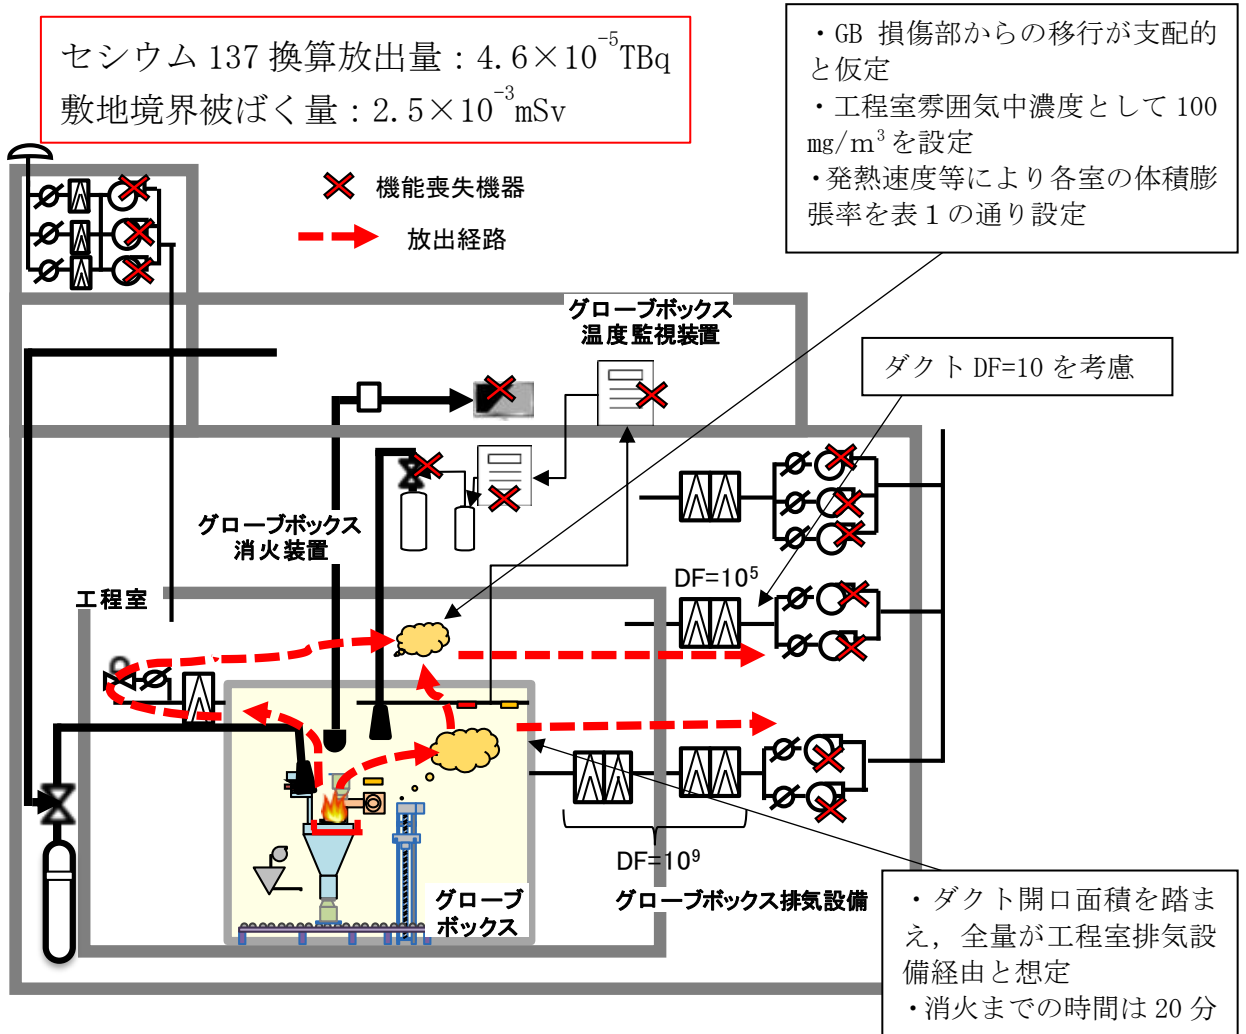 セシウム 137 換算放出量：4.6×10⁻⁵TBq
敷地境界被ばく量：2.5×10⁻³mSv
・GB 損傷部からの移行が支配的
と仮定
・工程室雰囲気中濃度として 100
mg/m³を設定
・発熱速度等により各室の体積膨
張率を表１の通り設定
機能喪失機器
放出経路
グローブボックス
温度監視装置
ダクト DF=10 を考慮
グローブボックス
消火装置
DF=10⁵
工程室
DF=10⁹
グローブボックス排気設備
グローブ
ボックス
・ダクト開口面積を踏ま
え，全量が工程室排気設
備経由と想定
・消火までの時間は 20 分